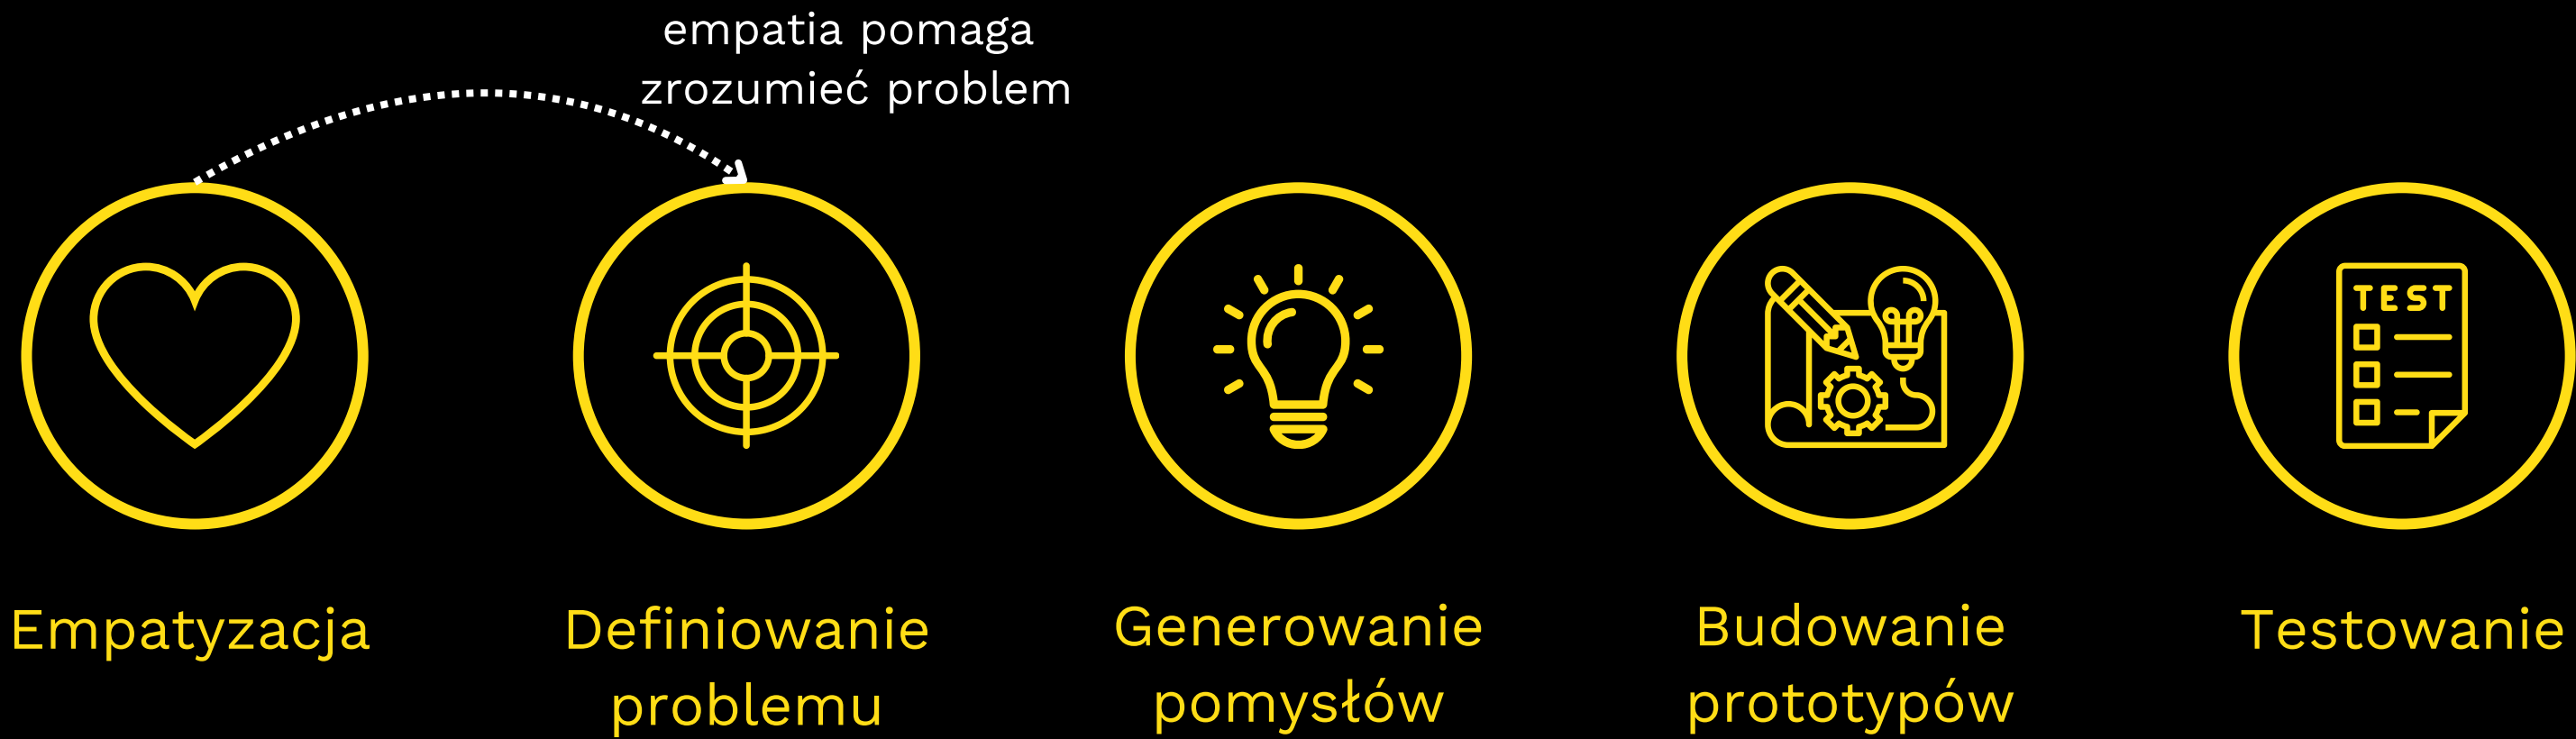 empatia pomaga
zrozumieć problem
TEST
Empatyzacja
Definiowanie
problemu
Generowanie
pomysłów
Budowanie
prototypów
Testowanie